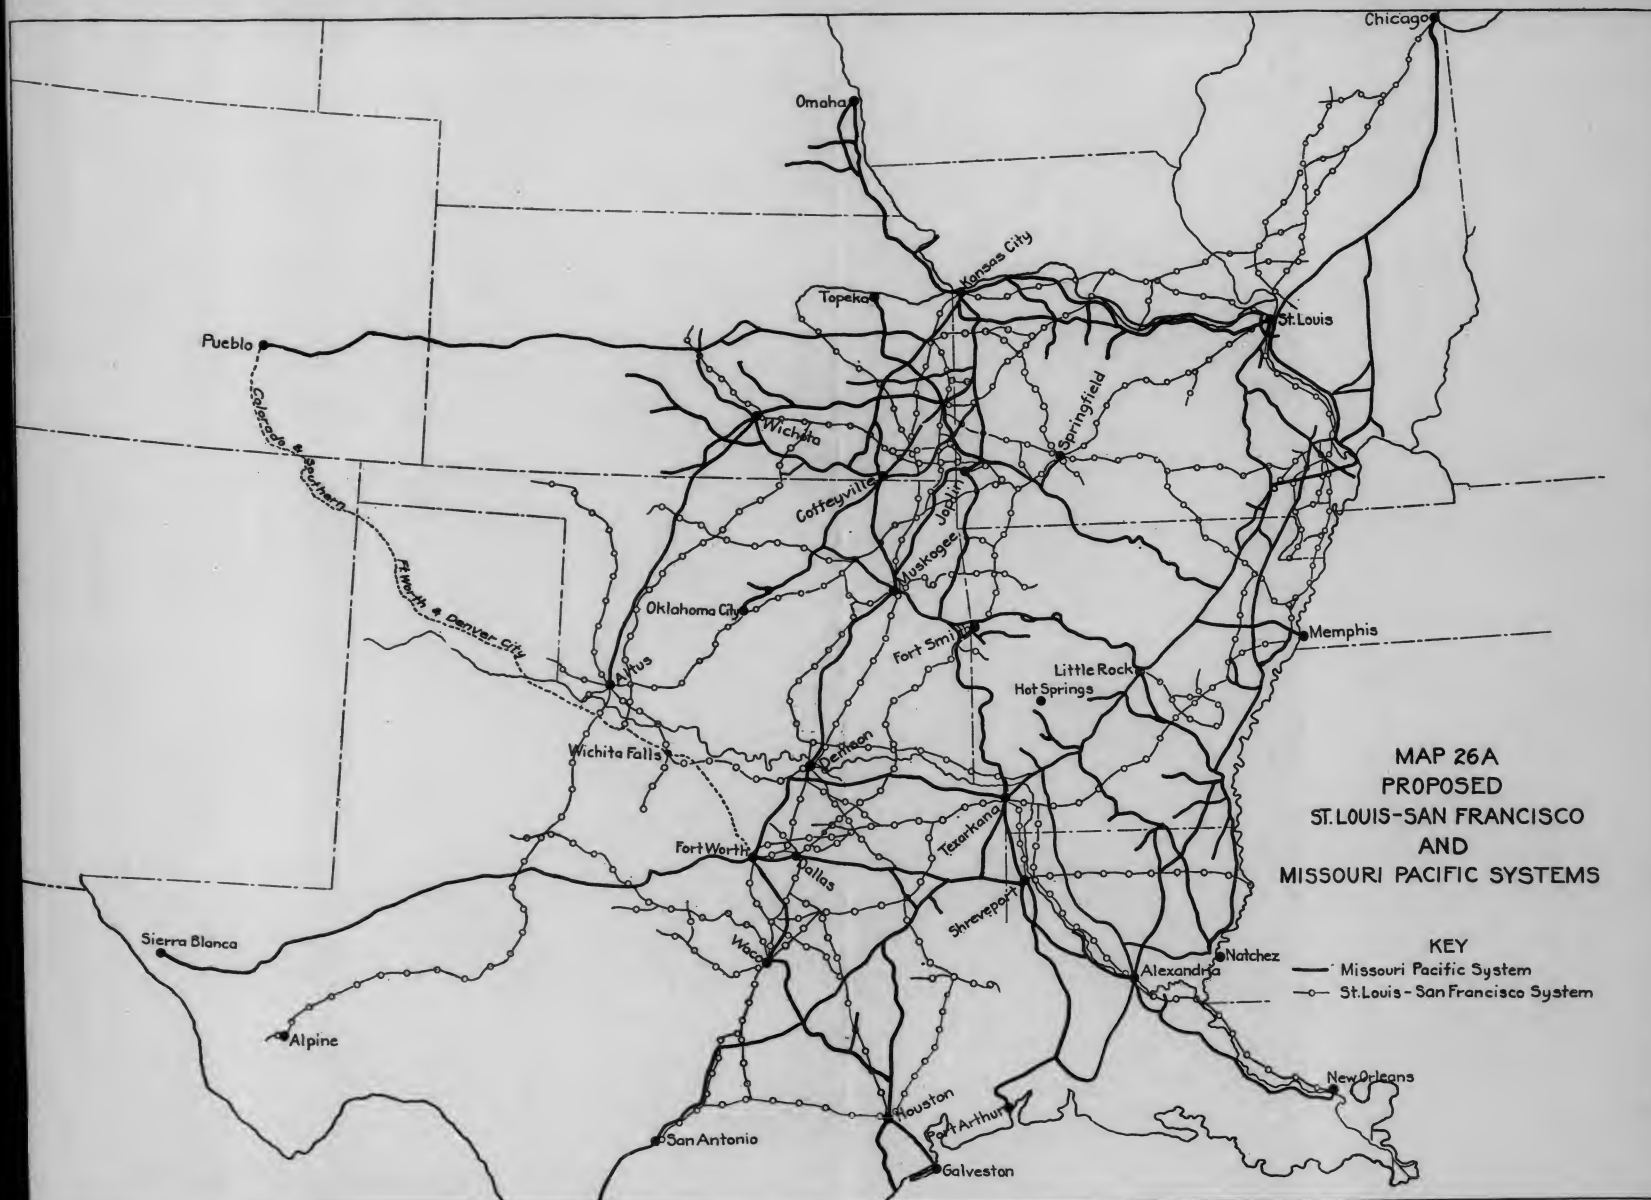 Chicago
Omaha
Kansas City
Topeka
St. Louis
Pueblo
Colorado & Southern
Springfield
Wichita
Coffeyville
Joplin
Muskogee
Ft Worth & Denver City
Oklahoma City
Fort Smith
Memphis
Little Rock
Hot Springs
Altus
Wichita Falls
Denison
MAP 26A
PROPOSED
ST. LOUIS-SAN FRANCISCO
AND
MISSOURI PACIFIC SYSTEMS
Texarkana
Fort Worth
Dallas
Shreveport
Sierra Blanca
Waco
Natchez
Alexandria
KEY
Missouri Pacific System
St. Louis-San Francisco System
Alpine
New Orleans
Houston
Port Arthur
San Antonio
Galveston